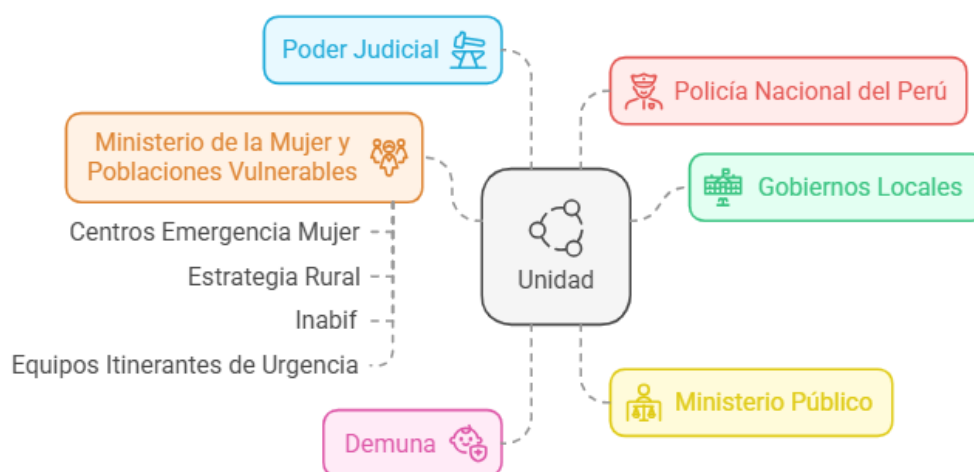 Poder Judicial
Policía Nacional del Perú
Ministerio de la Mujer y
Poblaciones Vulnerables
Gobiernos Locales
Centros Emergencia Mujer
Estrategia Rural
Inabif
Equipos Itinerantes de Urgencia
Unidad
Ministerio Público
Demuna